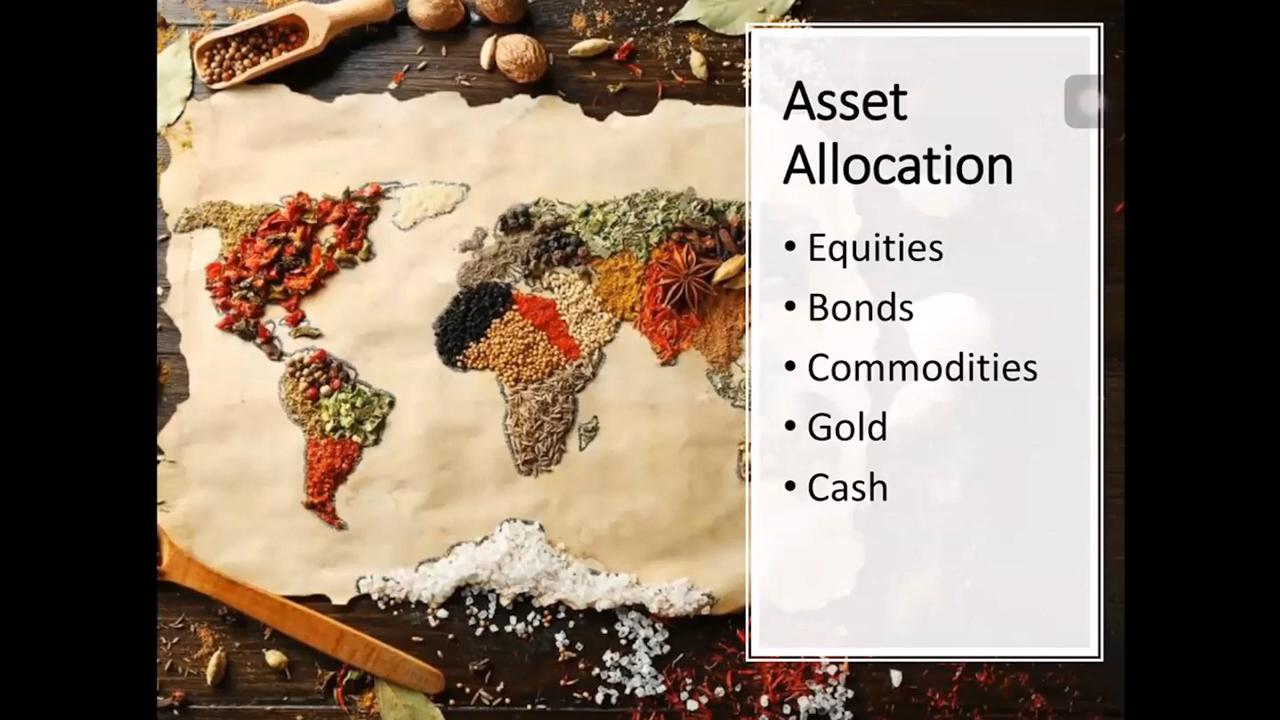 Asset
Allocation
• Equities
• Bonds
• Commodities
• Gold
• Cash